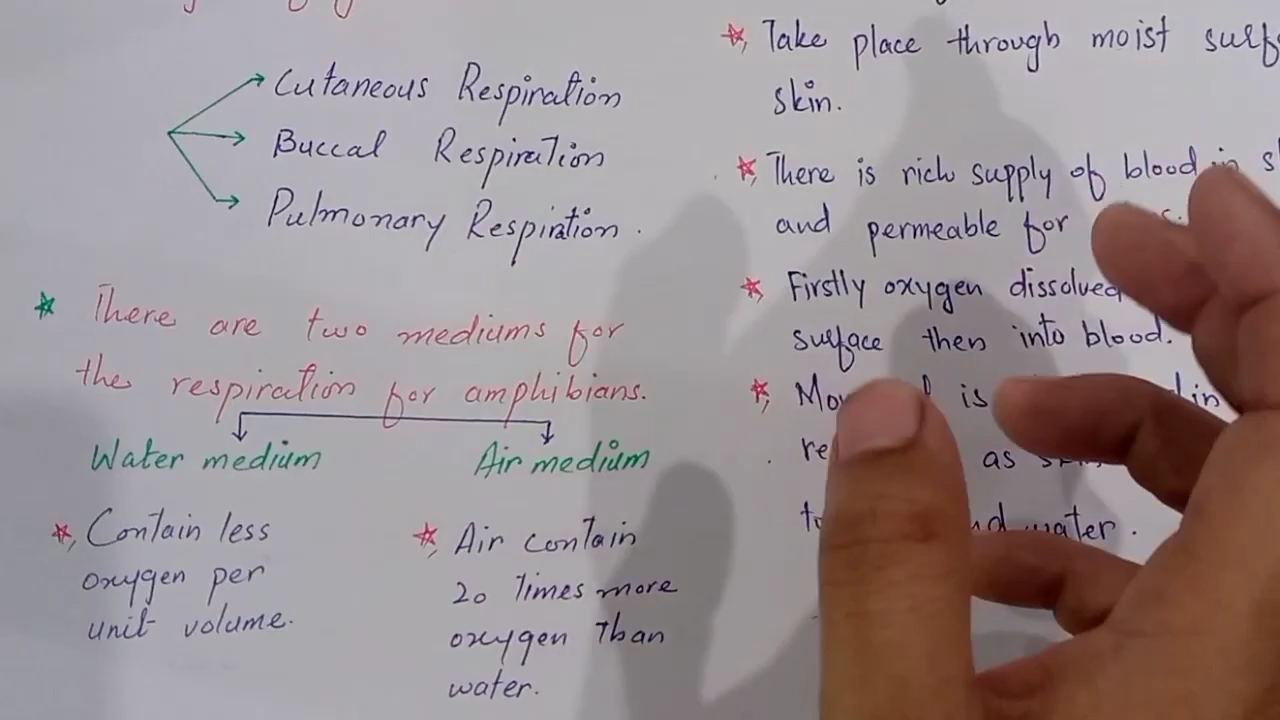 Cutaneous Respiration
Buccal Respiration
Pulmonary Respiration.
There are two mediums for
the respiration for amphibians.
Water medium
Air medium
Contain less
oxygen per
unit volume.
Air contain
20 times more
oxygen than
water.
Take place through moist
skin.
There is rich supply of blood in
and permeable for
Firstly oxygen dissolved
surface then into blood.
is
as
water.